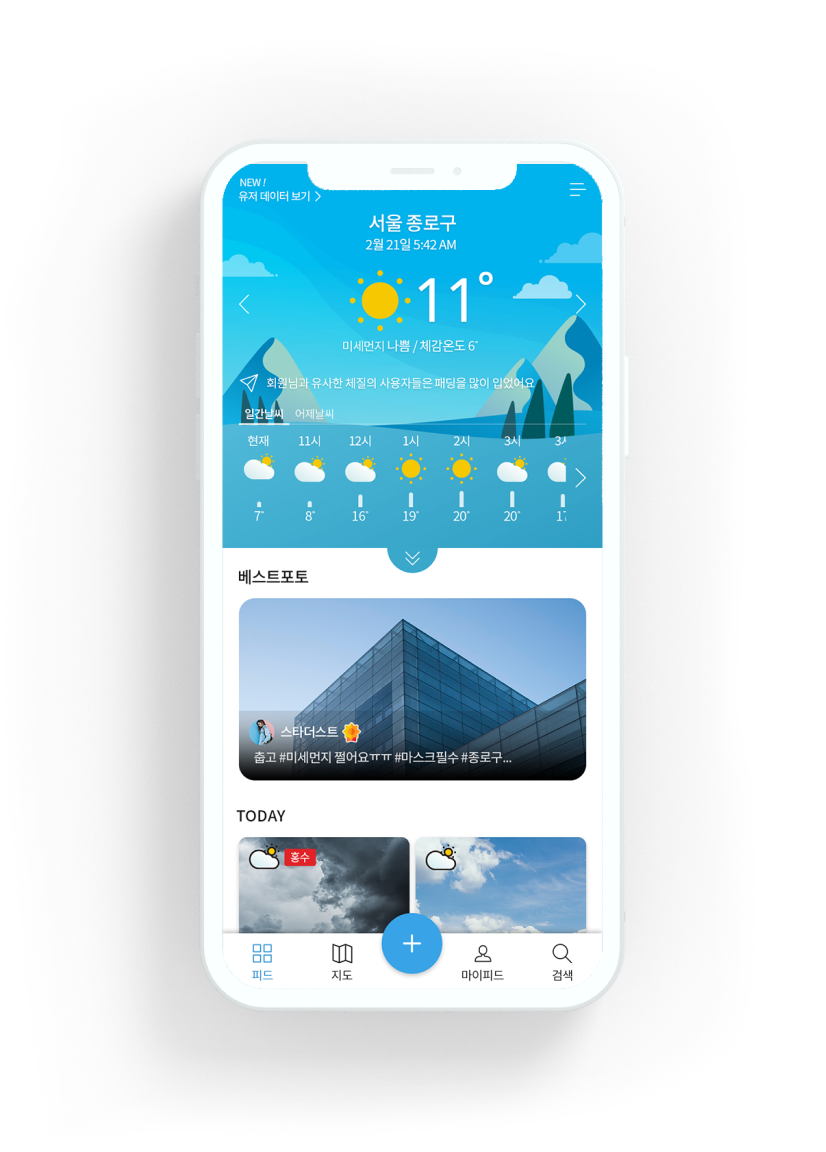 NEW !
유저 데이터 보기
서울 종로구
2월 21일 5:42 AM
11°
미세먼지 나쁨 / 체감온도 6°
회원님과 유사한 체질의 사용자들은 패딩을 많이 입었어요
일간날씨 어제날씨
현재 11시 12시 1시 2시 3시 3시
7° 8° 16° 19° 20° 20° 17
베스트포토
스타더스트
춥고 #미세먼지 쩔어요ㅠㅠ #마스크필수 #종로구...
TODAY
홍수
피드 지도 마이피드 검색